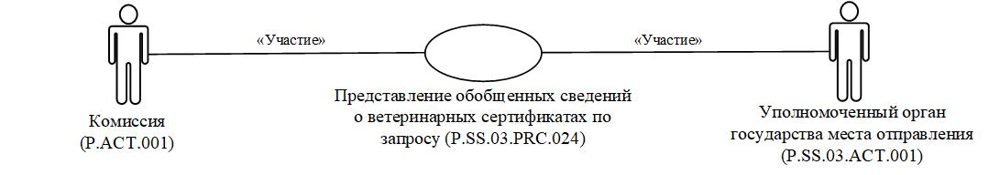 «Участие»
«Участие»
Представление обобщенных сведений
о ветеринарных сертификатах по
запросу (P.SS.03.PRC.024)
Комиссия
(P.ACT.001)
Уполномоченный орган
государства места отправления
(P.SS.03.ACT.001)